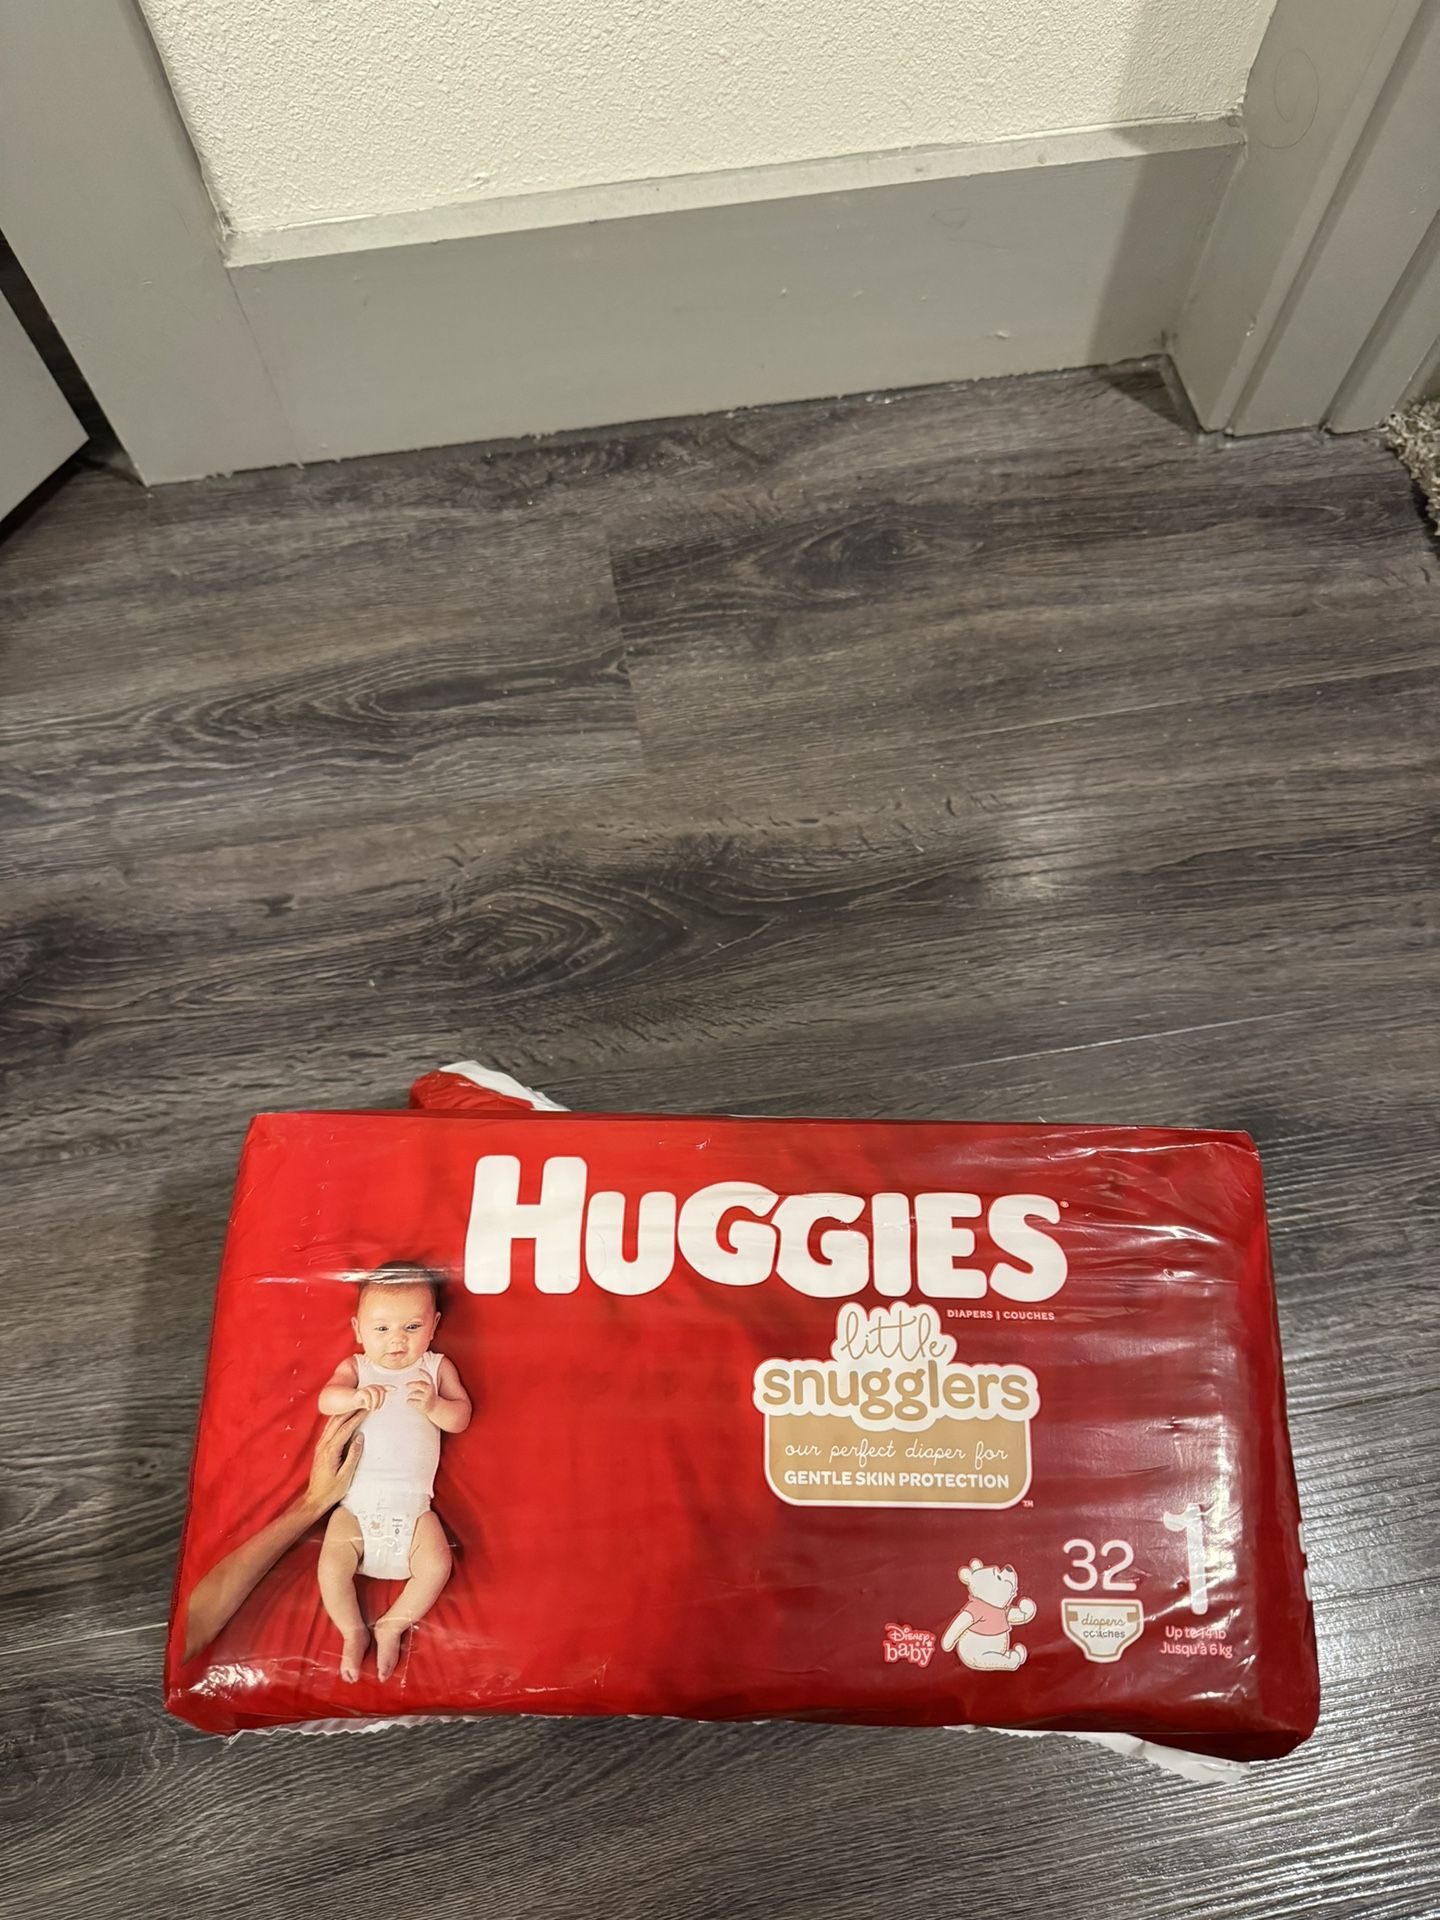 HUGGIES®
DIAPERS | COUCHES
little
snugglers
our perfect diaper for
GENTLE SKIN PROTECTION
TM
32
diapers
couches
1
Up to 14 lb
Jusqu'à 6 kg
Disney
baby